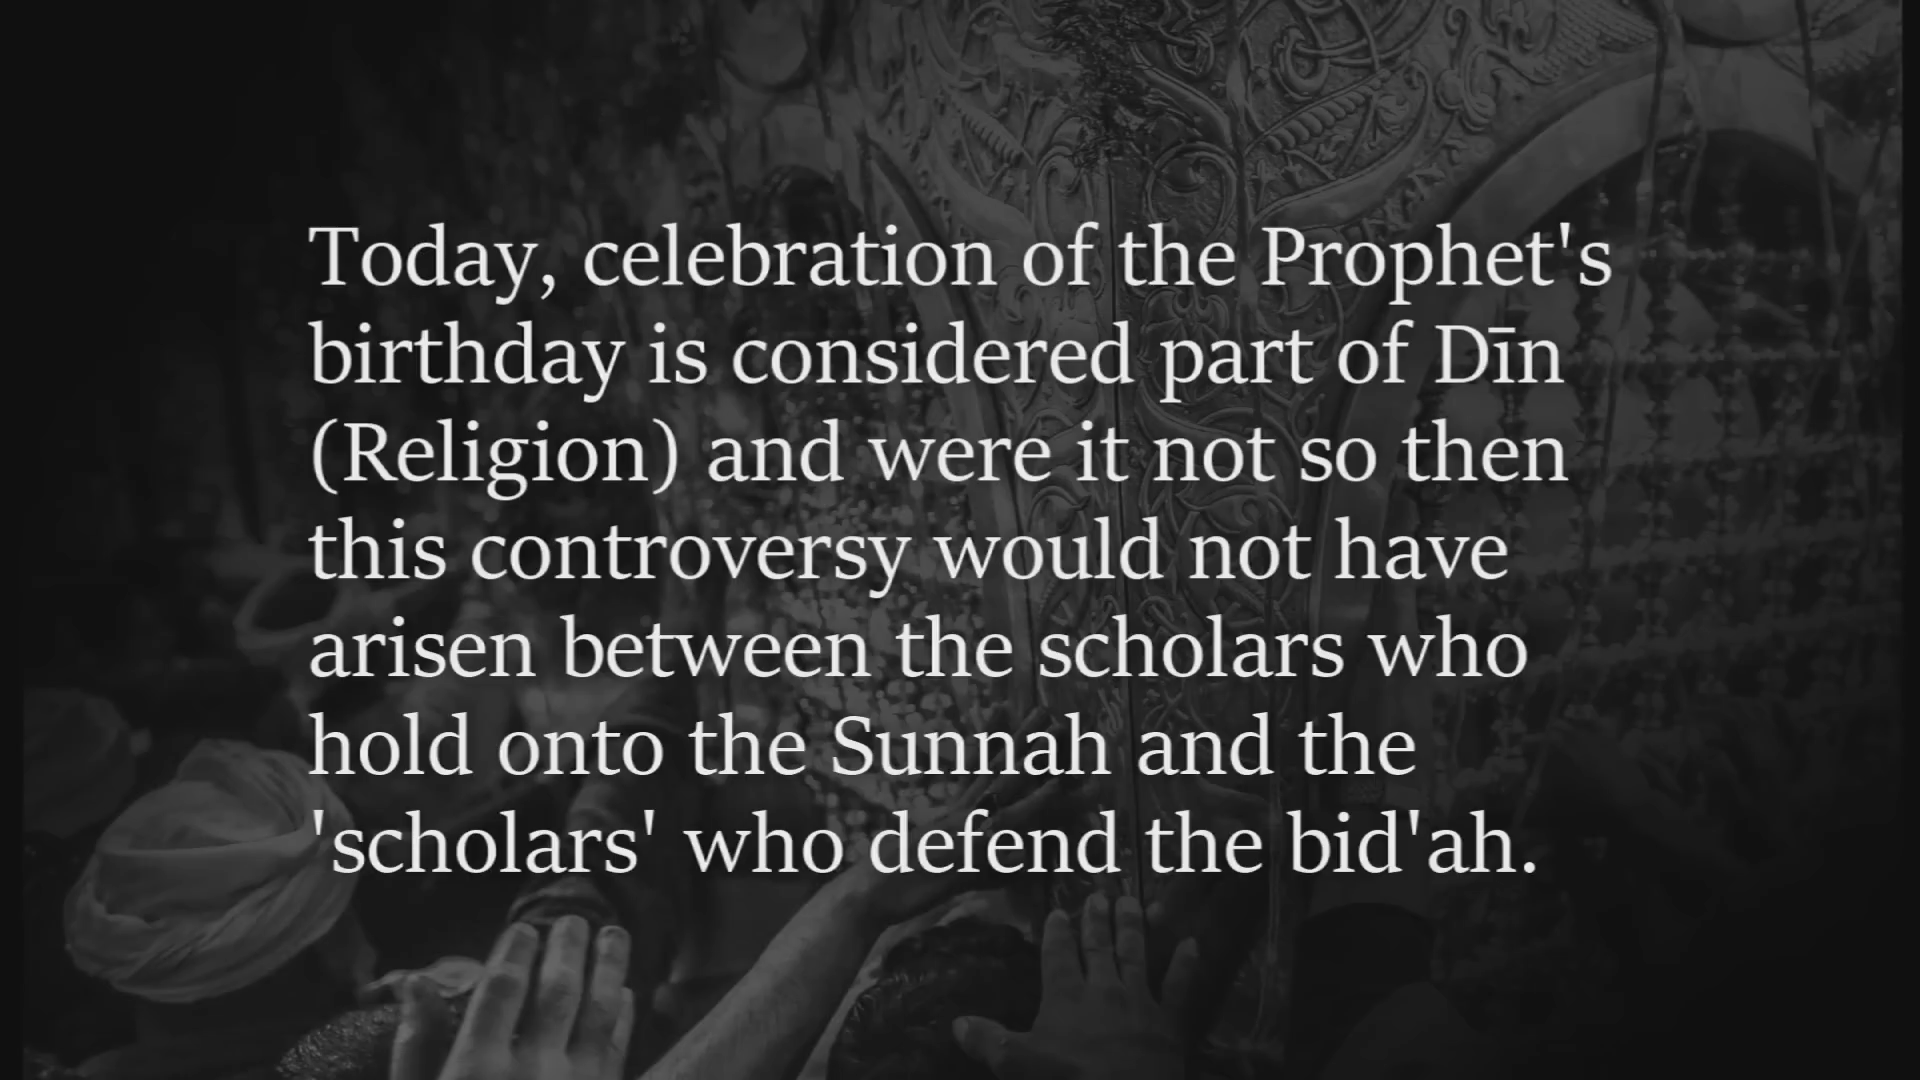 Today, celebration of the Prophet's
birthday is considered part of Dīn
(Religion) and were it not so then
this controversy would not have
arisen between the scholars who
hold onto the Sunnah and the
'scholars' who defend the bid'ah.